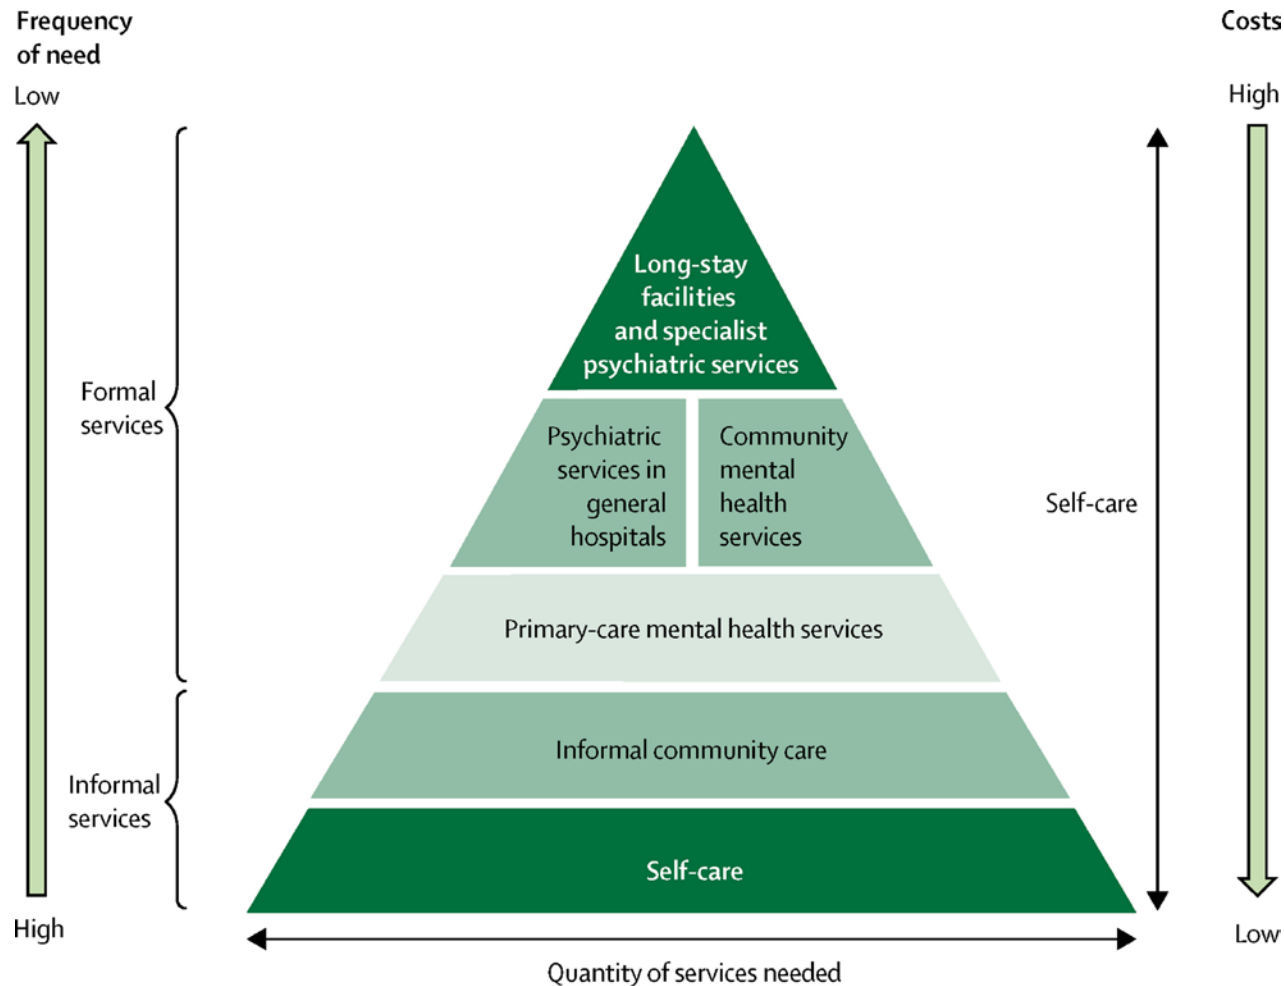 Frequency
of need
Low
Costs
High
Long-stay
facilities
and specialist
psychiatric services
Formal
services
Psychiatric
services in
general
hospitals
Community
mental
health
services
Self-care
Primary-care mental health services
Informal community care
Informal
services
Self-care
High
Low
Quantity of services needed